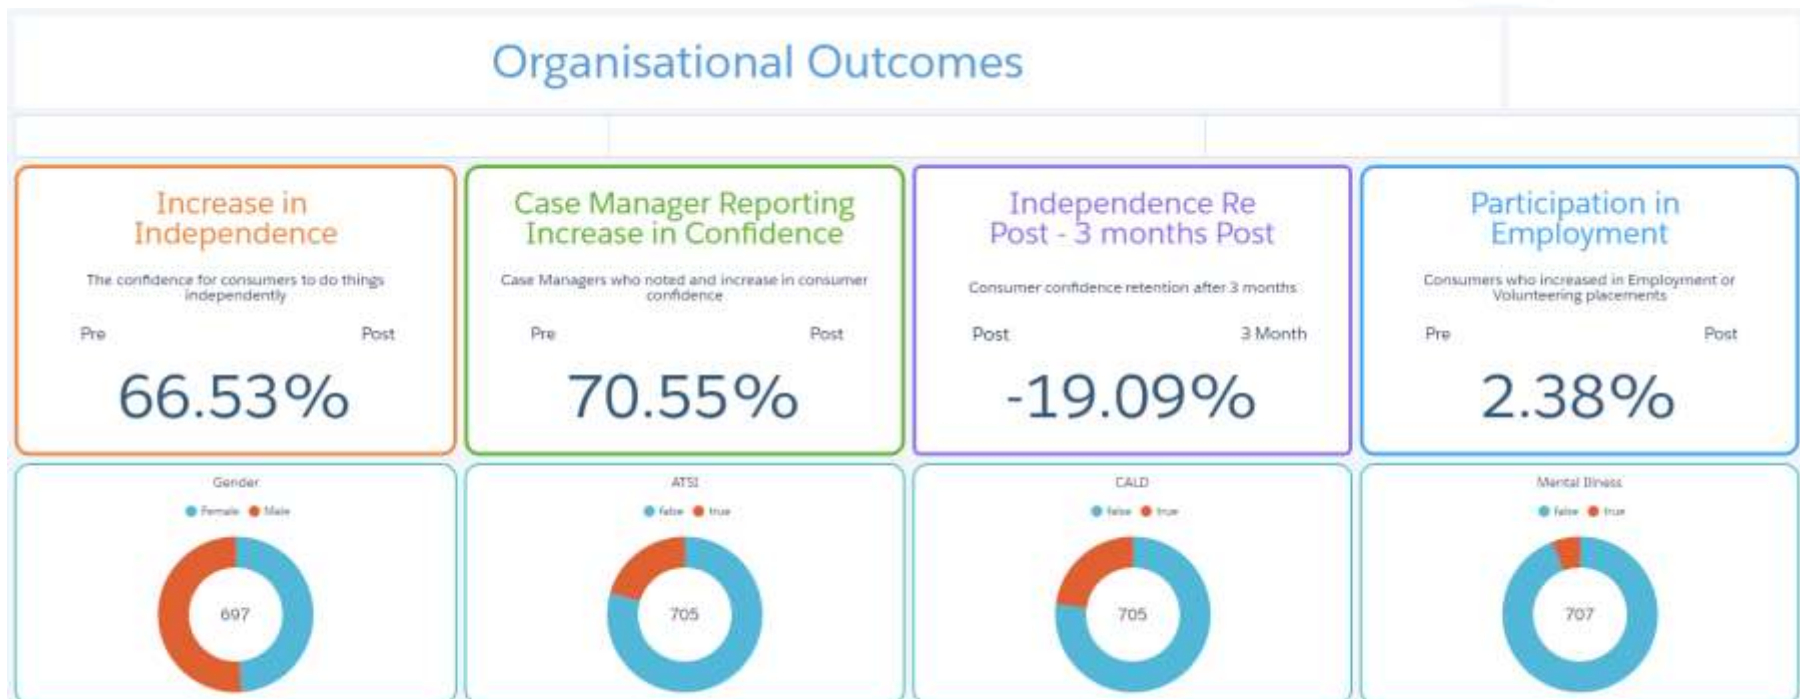 Organisational Outcomes
Increase in
Independence
The confidence for consumers to do things
independently
Pre Post
66.53%
Case Manager Reporting
Increase in Confidence
Case Managers who noted and increase in consumer
confidence
Pre Post
70.55%
Independence Re
Post - 3 months Post
Consumer confidence retention after 3 months
Post 3 Month
-19.09%
Participation in
Employment
Consumers who increased in Employment or
Volunteering placements
Pre Post
2.38%
Gender
Female Male
697
ATSI
false true
705
CALD
false true
705
Mental Illness
false true
707